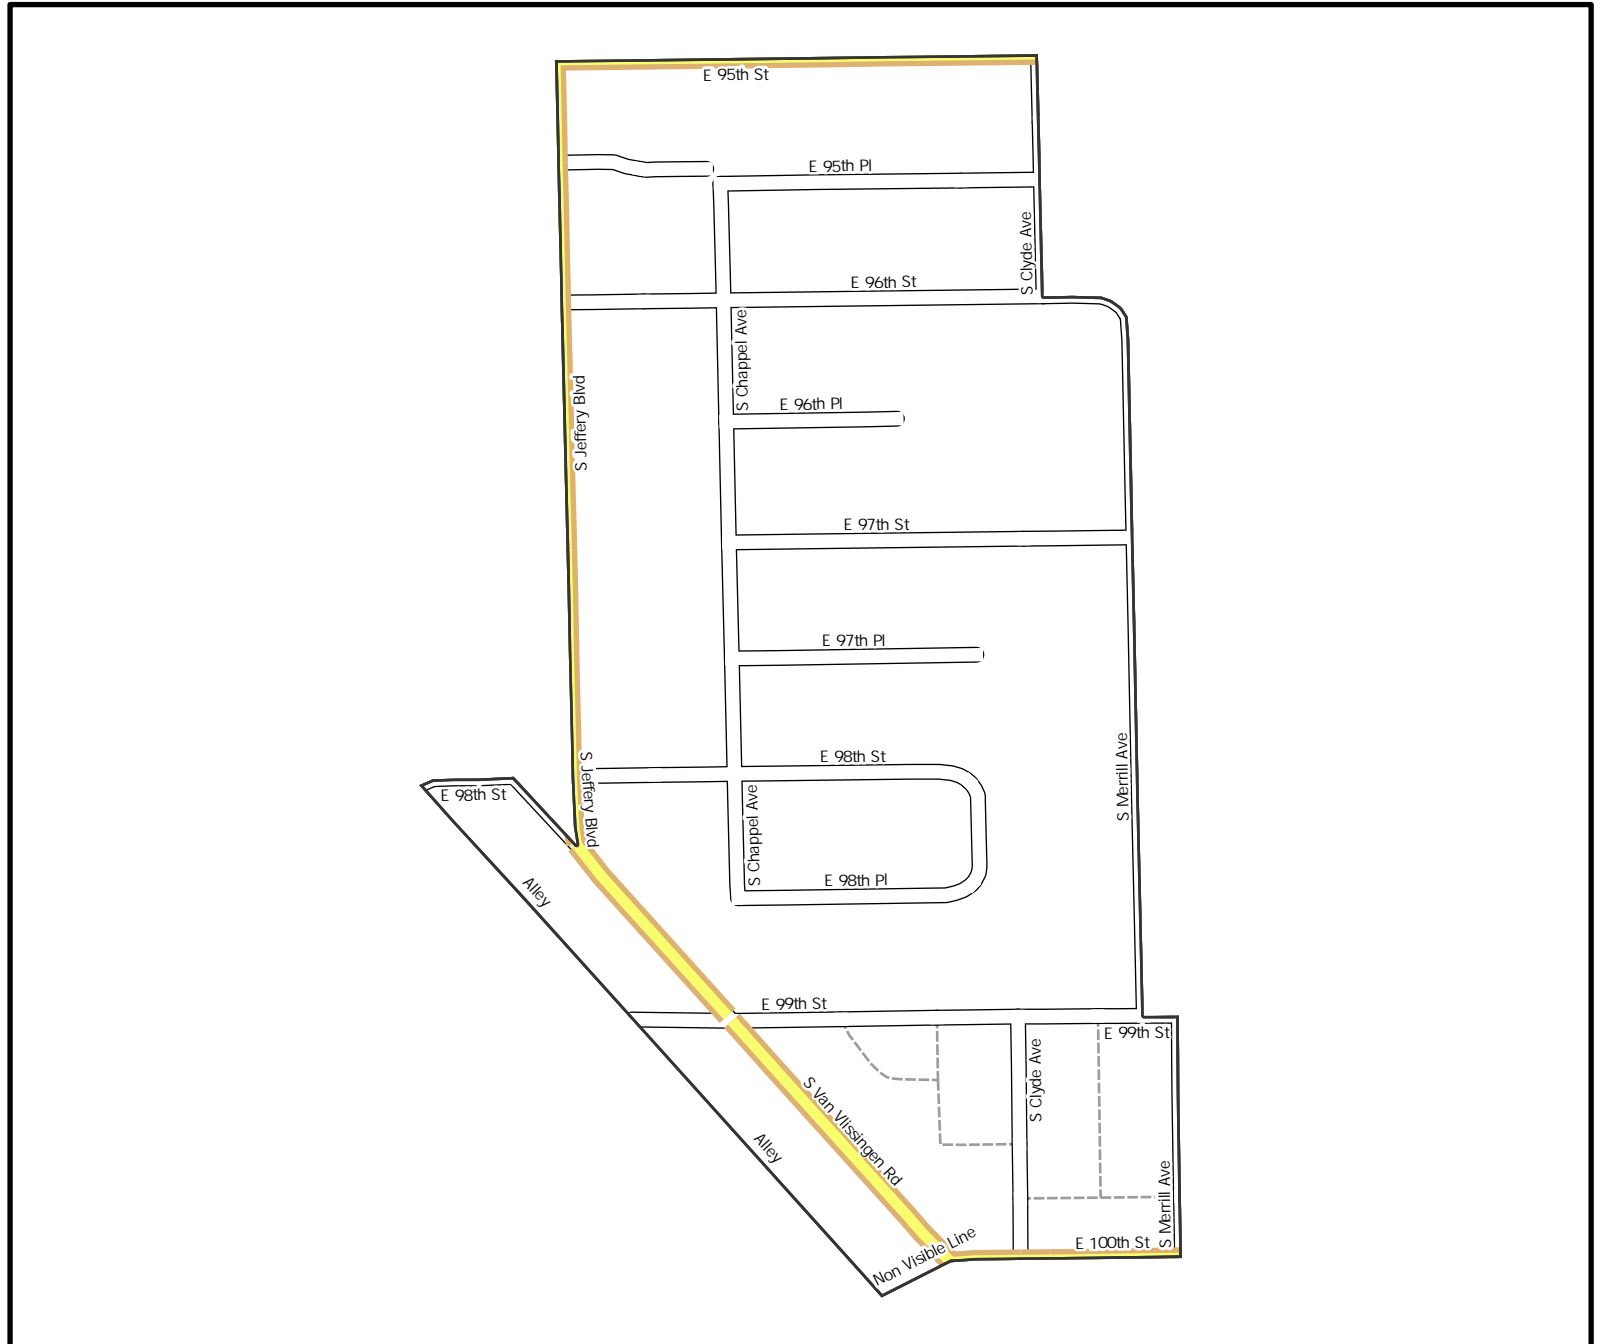 E 95th St
E 95th Pl
S Clyde Ave
E 96th St
S Chappel Ave
S Jeffery Blvd
E 96th Pl
E 97th St
E 97th Pl
S Merrill Ave
S Jeffery Blvd
E 98th St
E 98th St
S Chappel Ave
E 98th Pl
Alley
E 99th St
E 99th St
S Clyde Ave
S Van Vlissingen Rd
Alley
S Merrill Ave
E 100th St
Non Visible Line